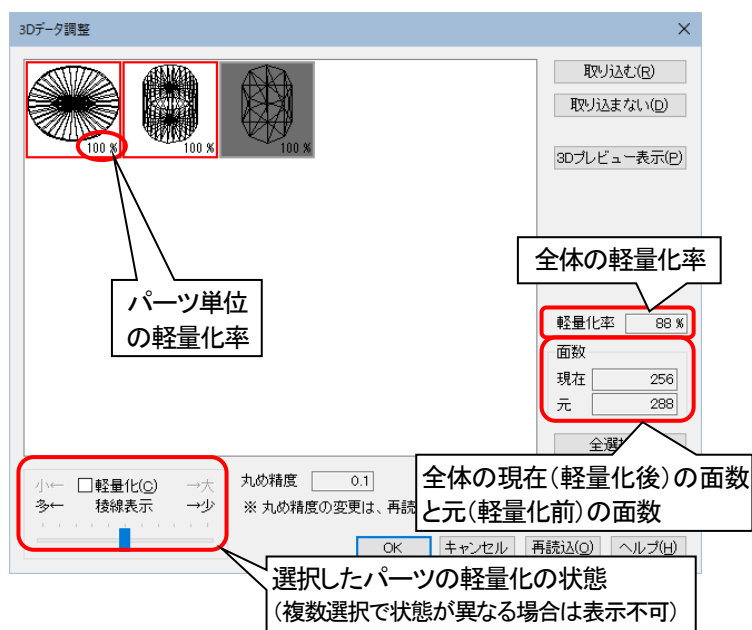 3Dデータ調整
取り込む(R)
取り込まない(D)
3Dプレビュー表示(P)
100 %
100 %
100 %
パーツ単位
の軽量化率
全体の軽量化率
軽量化率 88 %
面数
現在 256
元 288
全選
全体の現在(軽量化後)の面数
と元(軽量化前)の面数
小← □軽量化(C) →大
多← 稜線表示 →少
丸め精度 0.1
※ 丸め精度の変更は、再読
OK キャンセル 再読込(O) ヘルプ(H)
選択したパーツの軽量化の状態
(複数選択で状態が異なる場合は表示不可)